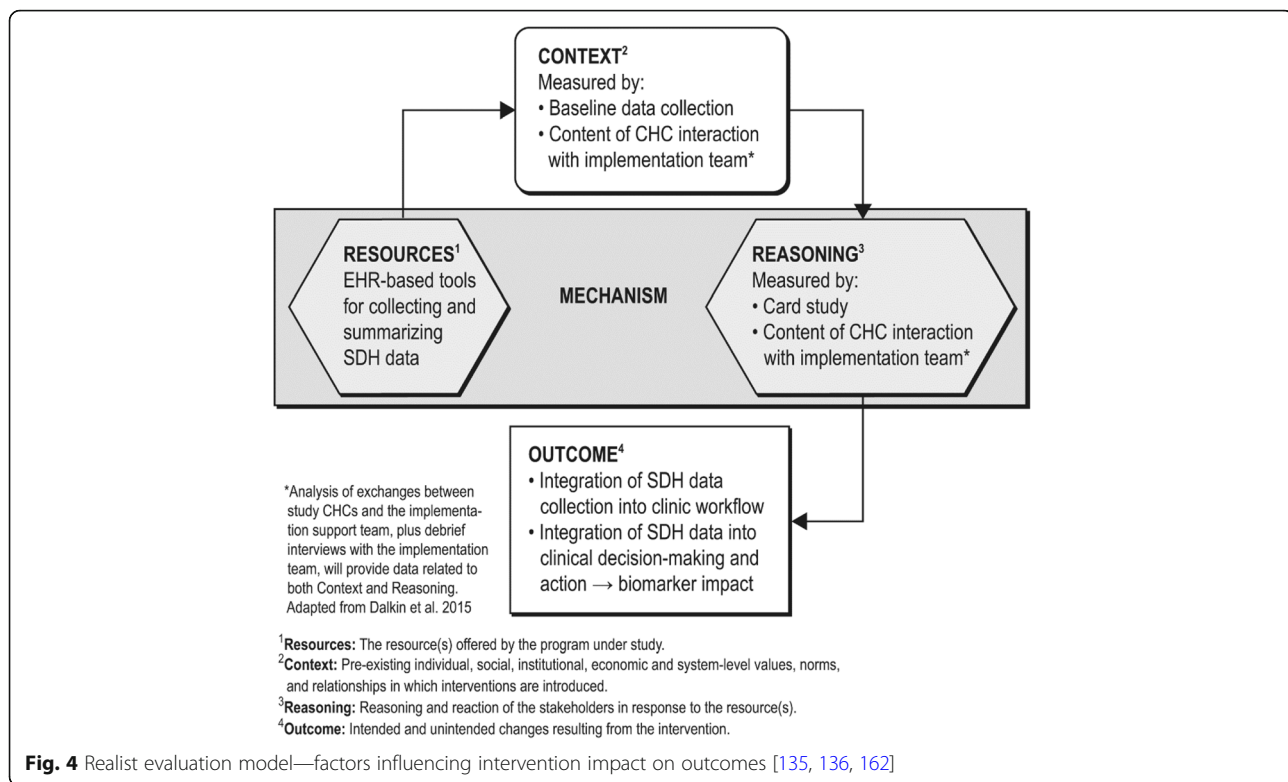 CONTEXT2
Measured by:
• Baseline data collection
• Content of CHC interaction
with implementation team*
RESOURCES1
EHR-based tools
for collecting and
summarizing
SDH data
MECHANISM
REASONING3
Measured by:
• Card study
• Content of CHC interaction
with implementation team*
OUTCOME4
• Integration of SDH data
collection into clinic workflow
• Integration of SDH data into
clinical decision-making and
action → biomarker impact
*Analysis of exchanges between
study CHCs and the implementa-
tion support team, plus debrief
interviews with the implementation
team, will provide data related to
both Context and Reasoning.
Adapted from Dalkin et al. 2015
1Resources: The resource(s) offered by the program under study.
2Context: Pre-existing individual, social, institutional, economic and system-level values, norms,
and relationships in which interventions are introduced.
3Reasoning: Reasoning and reaction of the stakeholders in response to the resource(s).
4Outcome: Intended and unintended changes resulting from the intervention.
Fig. 4 Realist evaluation model—factors influencing intervention impact on outcomes [135, 136, 162]